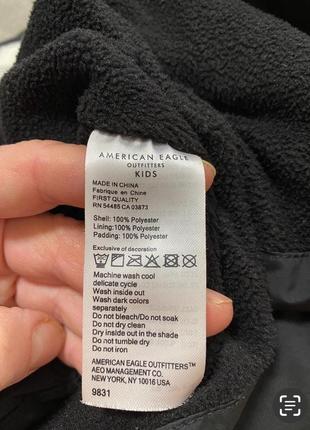 AMERICAN EAGLE
OUTFITTERS
KIDS
MADE IN CHINA
Fabrique en Chine
FIRST QUALITY
RN 54485 CA 03873
Shell: 100% Polyester
Lining:100% Polyester
Padding: 100% Polyester
Exclusive of decoration
Machine wash cool
delicate cycle
Wash inside out
Wash dark colors
separately
Do not bleach/Do not soak
Do not dry clean
Dry inside out in the shade
Do not tumble dry
Do not iron
AMERICAN EAGLE OUTFITTERS™
AEO MANAGEMENT CO.
NEW YORK, NY 10016 USA
9831